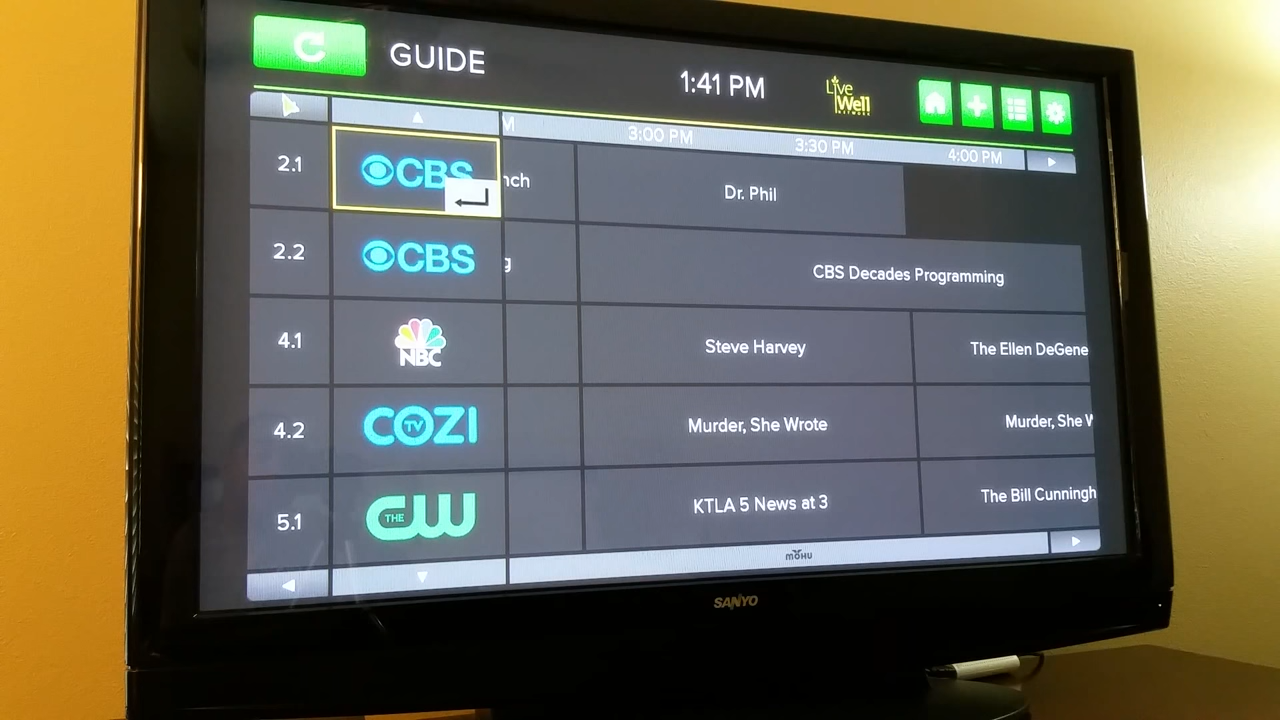 GUIDE
1:41 PM
Live Well NETWORK
M
3:00 PM
3:30 PM
4:00 PM
2.1
CBS
nch
Dr. Phil
2.2
CBS
g
CBS Decades Programming
4.1
NBC
Steve Harvey
The Ellen DeGene
4.2
COZI TV
Murder, She Wrote
Murder, She W
5.1
THE CW
KTLA 5 News at 3
The Bill Cunningh
mohu
SANYO